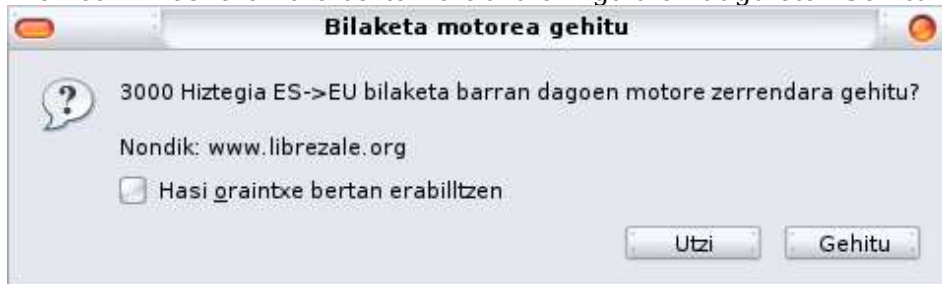 Bilaketa motorea gehitu
3000 Hiztegia ES->EU bilaketa barran dagoen motore zerrendara gehitu?
Nondik: www.librezale.org
Hasi oraintxe bertan erabilltzen
Utzi Gehitu